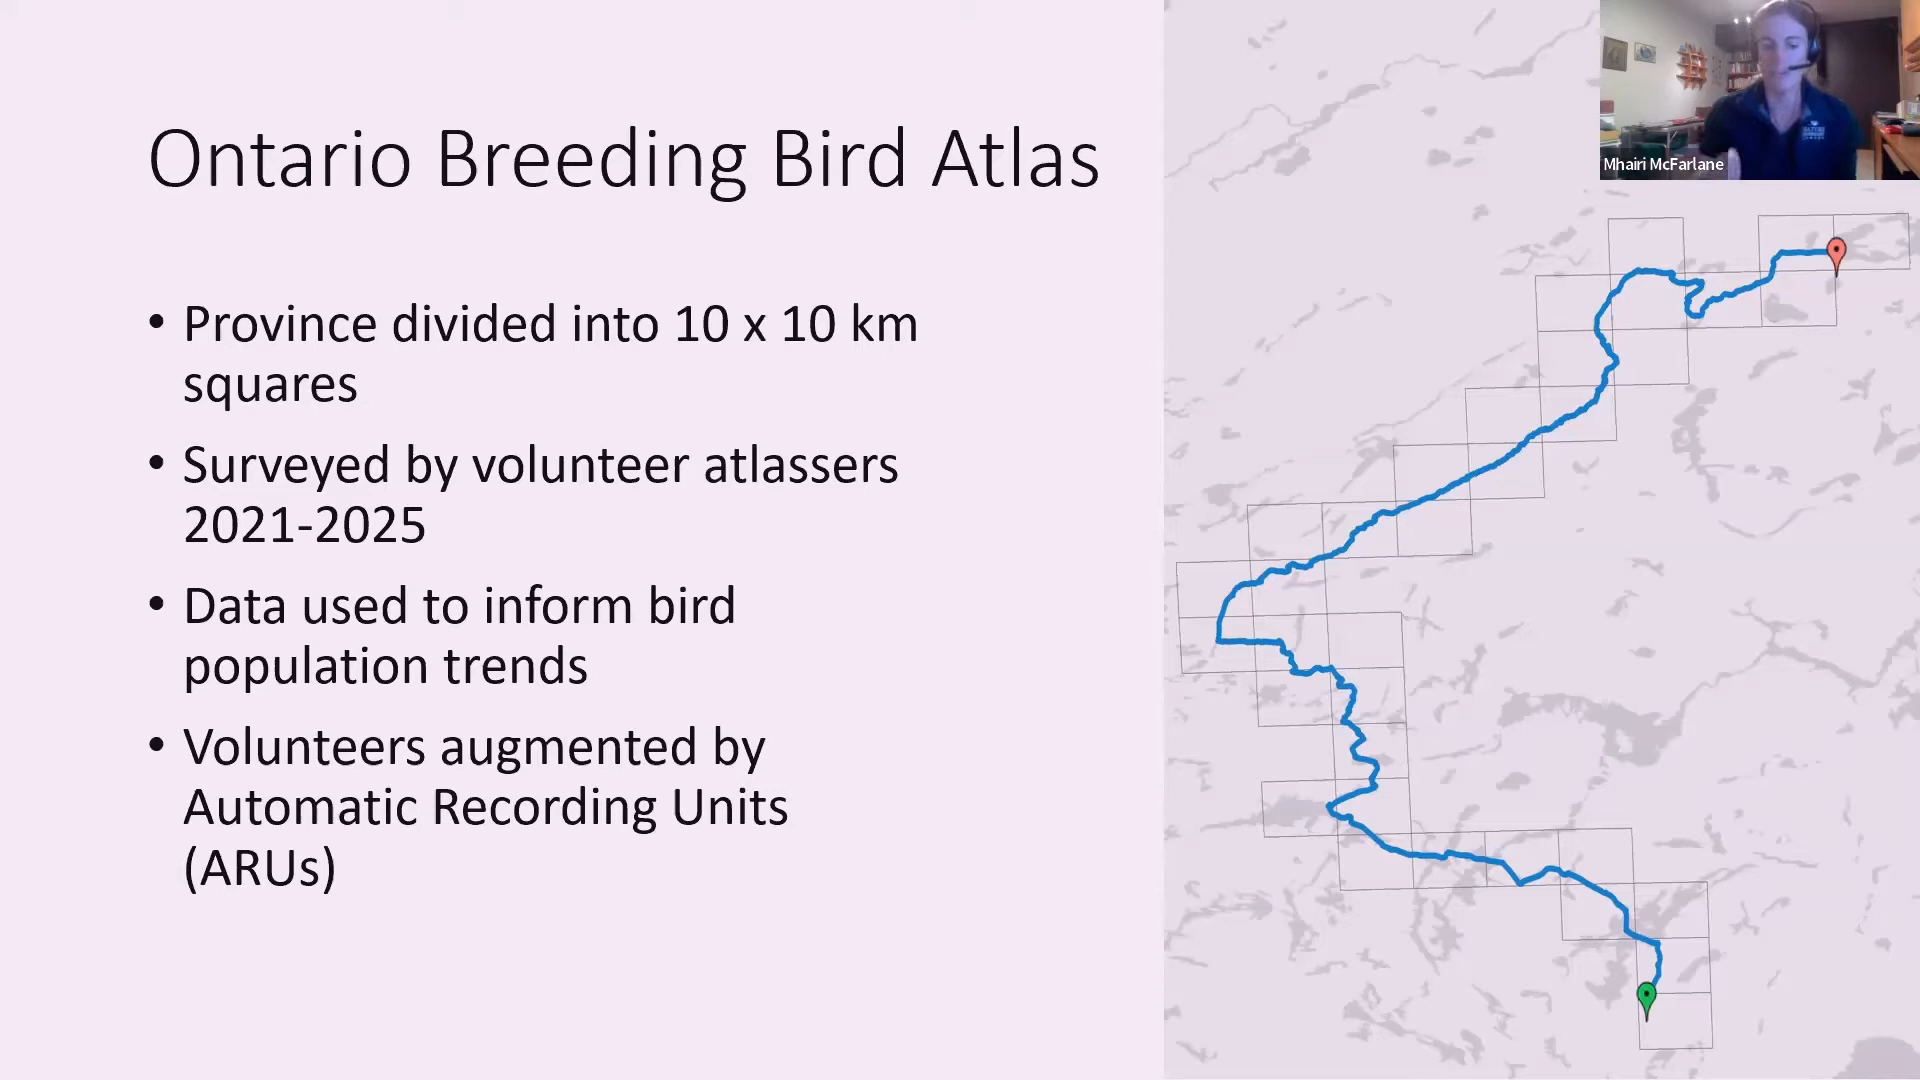 Ontario Breeding Bird Atlas
• Province divided into 10 x 10 km
squares
• Surveyed by volunteer atlassers
2021-2025
• Data used to inform bird
population trends
• Volunteers augmented by
Automatic Recording Units
(ARUs)
Mhairi McFarlane